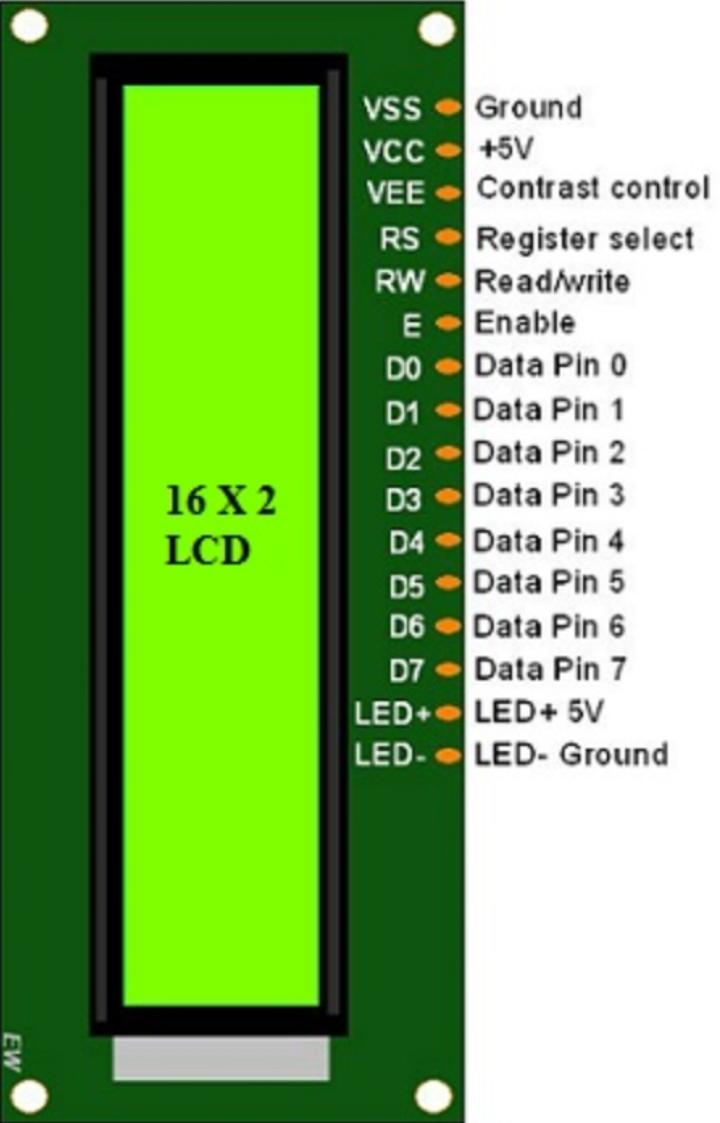 VSS Ground
VCC +5V
VEE Contrast control
RS Register select
RW Read/write
E Enable
D0 Data Pin 0
D1 Data Pin 1
D2 Data Pin 2
D3 Data Pin 3
D4 Data Pin 4
D5 Data Pin 5
D6 Data Pin 6
D7 Data Pin 7
LED+ LED+ 5V
LED- LED- Ground
16 X 2
LCD
EW